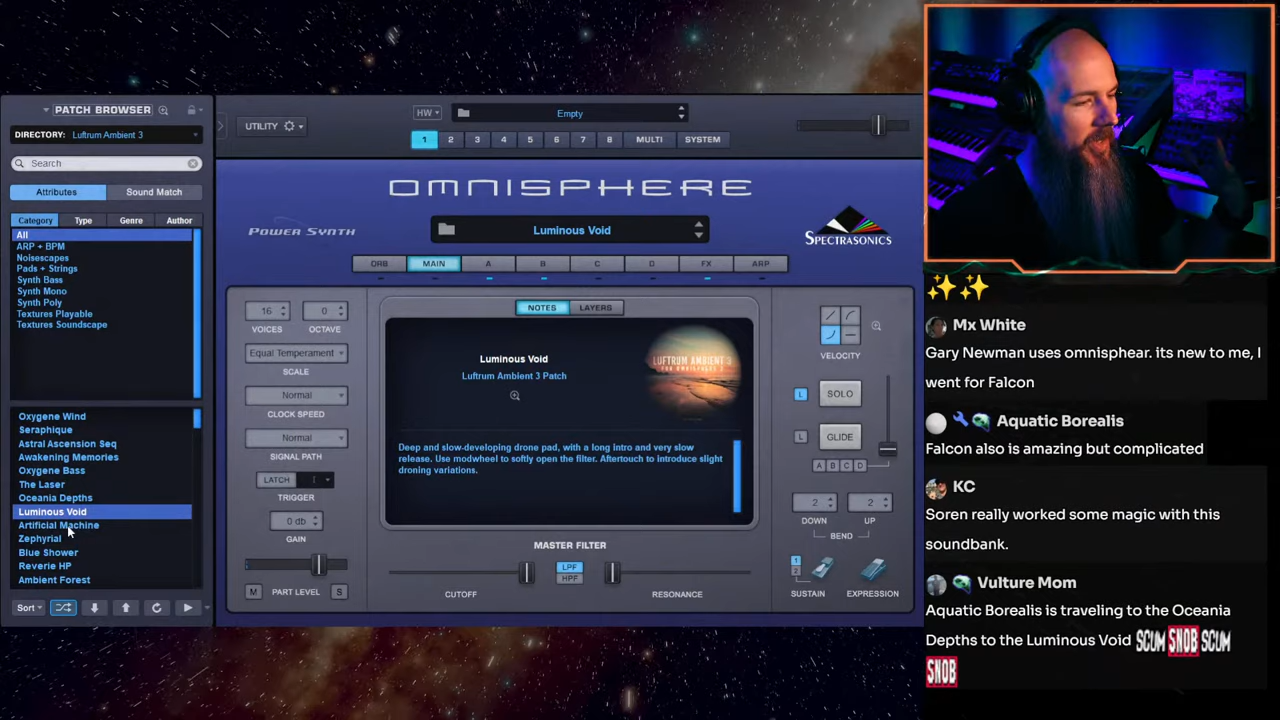 PATCH BROWSER
DIRECTORY: Luftrum Ambient 3
Search
Attributes
Sound Match
Category
Type
Genre
Author
All
ARP + BPM
Noisescapes
Pads + Strings
Synth Bass
Synth Mono
Synth Poly
Textures Playable
Textures Soundscape
Oxygene Wind
Seraphique
Astral Ascension Seq
Awakening Memories
Oxygene Bass
The Laser
Oceania Depths
Luminous Void
Artificial Machine
Zephyrial
Blue Shower
Reverie HP
Ambient Forest
Sort
HW
Empty
UTILITY
1 2 3 4 5 6 7 8 MULTI SYSTEM
OMNISPHERE
POWER SYNTH
Luminous Void
SPECTRASONICS
ORB MAIN A B C D FX ARP
16
0
VOICES
OCTAVE
Equal Temperament
SCALE
Normal
CLOCK SPEED
Normal
SIGNAL PATH
LATCH
TRIGGER
0 db
GAIN
M PART LEVEL S
NOTES
LAYERS
Luminous Void
Luftrum Ambient 3 Patch
LUFTRUM AMBIENT 3
Deep and slow-developing drone pad, with a long intro and very slow
release. Use modwheel to softly open the filter. Aftertouch to introduce slight
droning variations.
MASTER FILTER
LPF
HPF
CUTOFF
RESONANCE
VELOCITY
L SOLO
L GLIDE
A B C D
2
2
DOWN
UP
BEND
1
2
SUSTAIN
EXPRESSION
Mx White
Gary Newman uses omnisphear. its new to me, I
went for Falcon
Aquatic Borealis
Falcon also is amazing but complicated
KC
Soren really worked some magic with this
soundbank.
Vulture Mom
Aquatic Borealis is traveling to the Oceania
Depths to the Luminous Void SCUM SNOB SCUM
SNOB